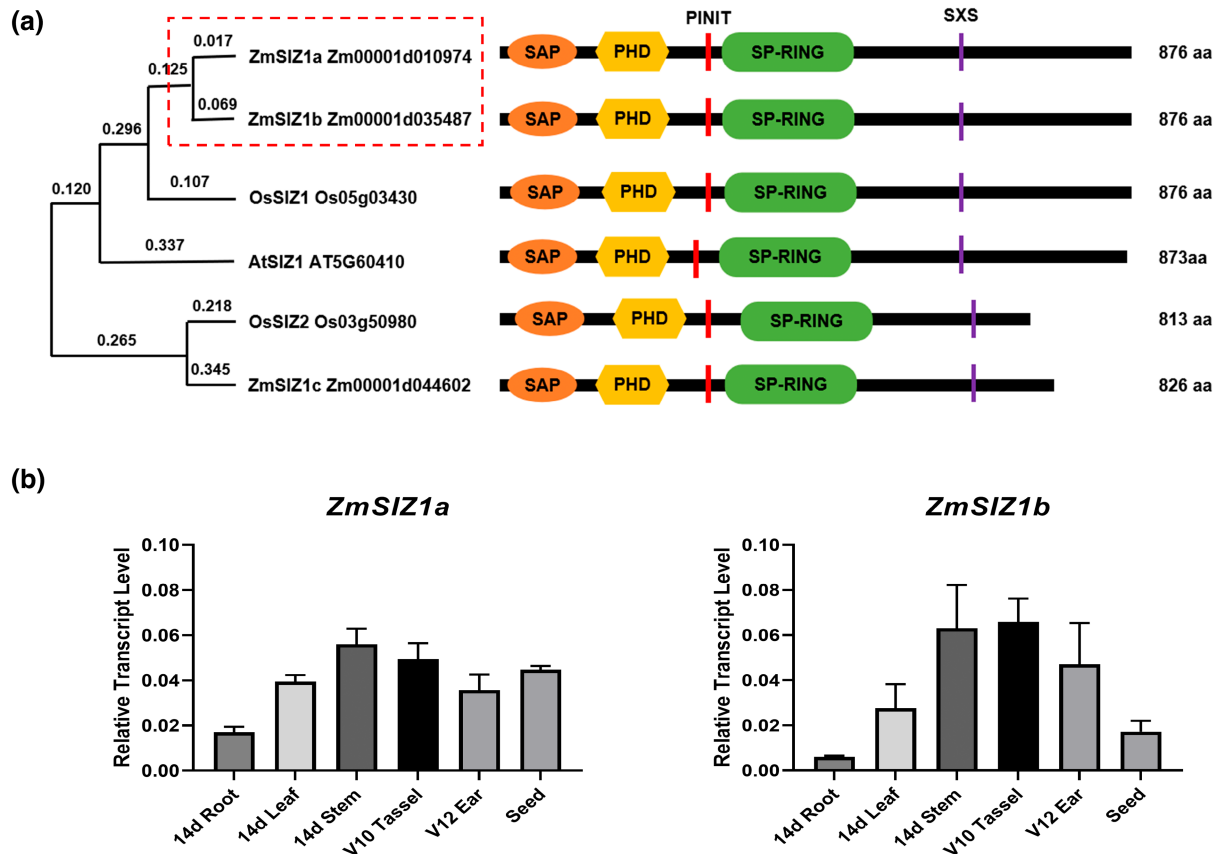 (a)
PINIT SXS
0.017 ZmSIZ1a Zm00001d010974 SAP PHD SP-RING 876 aa
0.125
0.069 ZmSIZ1b Zm00001d035487 SAP PHD SP-RING 876 aa
0.296
0.107 OsSIZ1 Os05g03430 SAP PHD SP-RING 876 aa
0.120
0.337 AtSIZ1 AT5G60410 SAP PHD SP-RING 873aa
0.218 OsSIZ2 Os03g50980 SAP PHD SP-RING 813 aa
0.265
0.345 ZmSIZ1c Zm00001d044602 SAP PHD SP-RING 826 aa
(b)
ZmSIZ1a
Relative Transcript Level
0.10
0.08
0.06
0.04
0.02
0.00
14d Root
14d Leaf
14d Stem
V10 Tassel
V12 Ear
Seed
ZmSIZ1b
Relative Transcript Level
0.10
0.08
0.06
0.04
0.02
0.00
14d Root
14d Leaf
14d Stem
V10 Tassel
V12 Ear
Seed